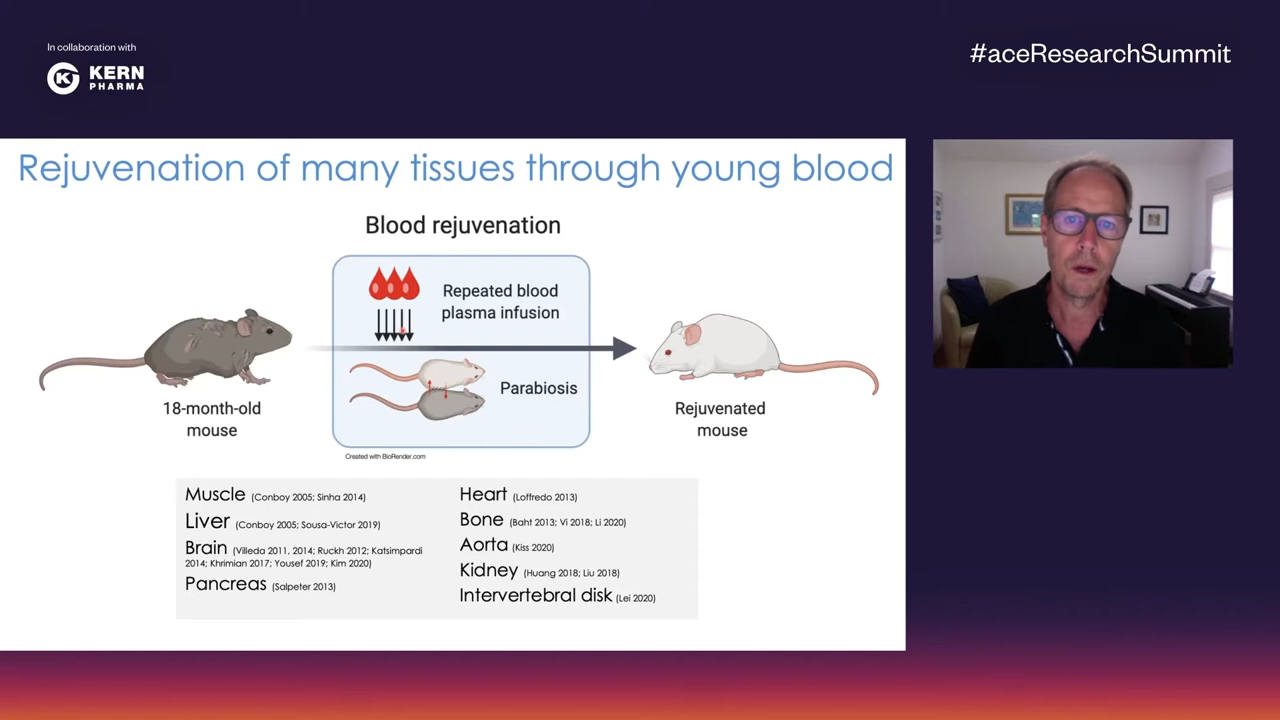 In collaboration with
KERN
PHARMA
#aceResearchSummit
Rejuvenation of many tissues through young blood
Blood rejuvenation
Repeated blood
plasma infusion
Parabiosis
18-month-old
mouse
Rejuvenated
mouse
Created with BioRender.com
Muscle (Conboy 2005; Sinha 2014)
Liver (Conboy 2005; Sousa-Victor 2019)
Brain (Villeda 2011, 2014; Ruckh 2012; Katsimpardi
2014; Khrimian 2017; Yousef 2019; Kim 2020)
Pancreas (Salpeter 2013)
Heart (Loffredo 2013)
Bone (Baht 2013; Vi 2018; Li 2020)
Aorta (Kiss 2020)
Kidney (Huang 2018; Liu 2018)
Intervertebral disk (Lei 2020)